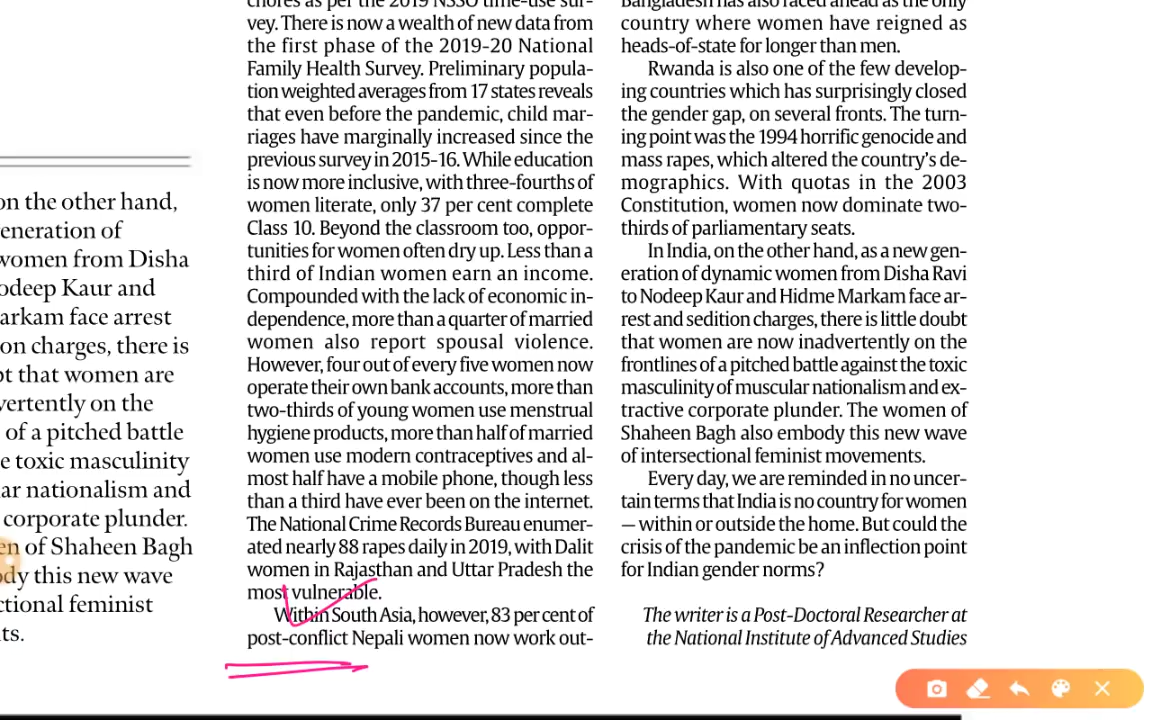 on the other hand,
eneration of
women from Disha
odeep Kaur and
arkam face arrest
on charges, there is
bt that women are
vertently on the
of a pitched battle
e toxic masculinity
ar nationalism and
corporate plunder.
en of Shaheen Bagh
ody this new wave
ctional feminist
ts.
chores as per the 2019 NSSO time-use sur-
vey. There is now a wealth of new data from
the first phase of the 2019-20 National
Family Health Survey. Preliminary popula-
tion weighted averages from 17 states reveals
that even before the pandemic, child mar-
riages have marginally increased since the
previous survey in 2015-16. While education
is now more inclusive, with three-fourths of
women literate, only 37 per cent complete
Class 10. Beyond the classroom too, oppor-
tunities for women often dry up. Less than a
third of Indian women earn an income.
Compounded with the lack of economic in-
dependence, more than a quarter of married
women also report spousal violence.
However, four out of every five women now
operate their own bank accounts, more than
two-thirds of young women use menstrual
hygiene products, more than half of married
women use modern contraceptives and al-
most half have a mobile phone, though less
than a third have ever been on the internet.
The National Crime Records Bureau enumer-
ated nearly 88 rapes daily in 2019, with Dalit
women in Rajasthan and Uttar Pradesh the
most vulnerable.
Within South Asia, however, 83 per cent of
post-conflict Nepali women now work out-
Bangladesh has also raced ahead as the only
country where women have reigned as
heads-of-state for longer than men.
Rwanda is also one of the few develop-
ing countries which has surprisingly closed
the gender gap, on several fronts. The turn-
ing point was the 1994 horrific genocide and
mass rapes, which altered the country's de-
mographics. With quotas in the 2003
Constitution, women now dominate two-
thirds of parliamentary seats.
In India, on the other hand, as a new gen-
eration of dynamic women from Disha Ravi
to Nodeep Kaur and Hidme Markam face ar-
rest and sedition charges, there is little doubt
that women are now inadvertently on the
frontlines of a pitched battle against the toxic
masculinity of muscular nationalism and ex-
tractive corporate plunder. The women of
Shaheen Bagh also embody this new wave
of intersectional feminist movements.
Every day, we are reminded in no uncer-
tain terms that India is no country for women
— within or outside the home. But could the
crisis of the pandemic be an inflection point
for Indian gender norms?
The writer is a Post-Doctoral Researcher at
the National Institute of Advanced Studies